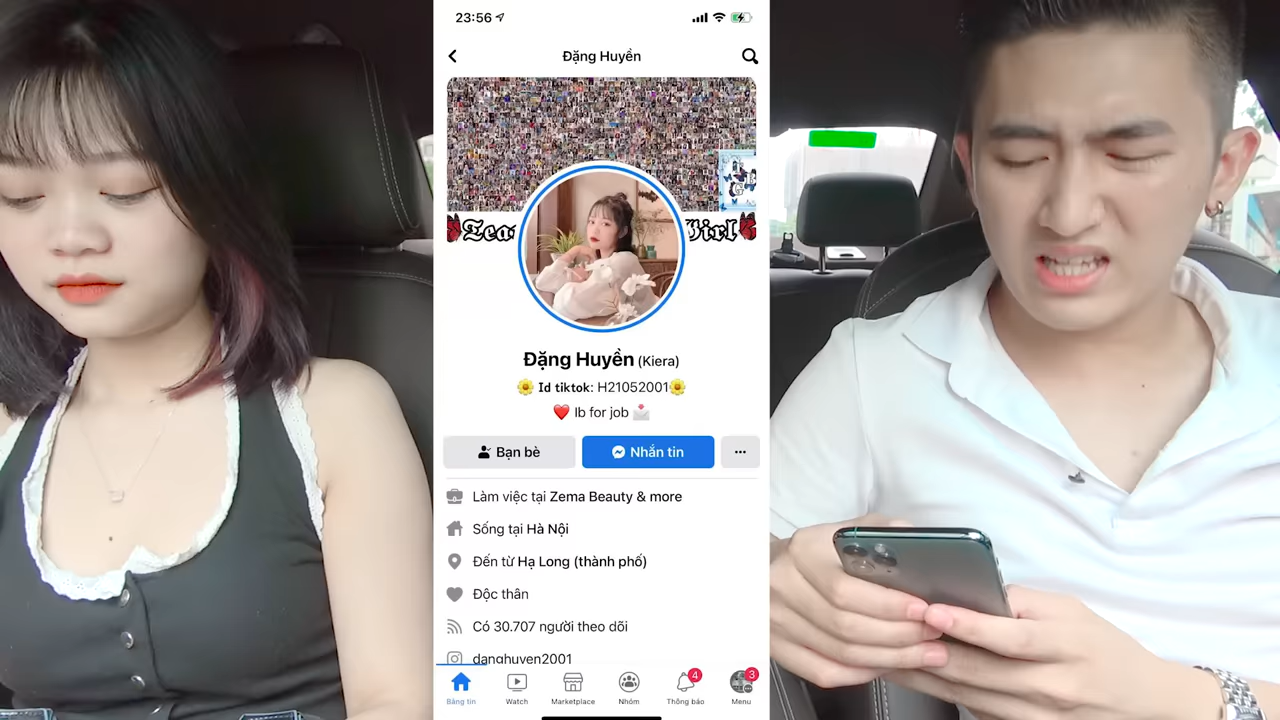 23:56
Đặng Huyền
Đặng Huyền (Kiera)
Id tiktok: H21052001
Ib for job
Bạn bè
Nhắn tin
Làm việc tại Zema Beauty & more
Sống tại Hà Nội
Đến từ Hạ Long (thành phố)
Độc thân
Có 30.707 người theo dõi
danghuyen2001
4
3
Bảng tin
Watch
Marketplace
Nhóm
Thông báo
Menu